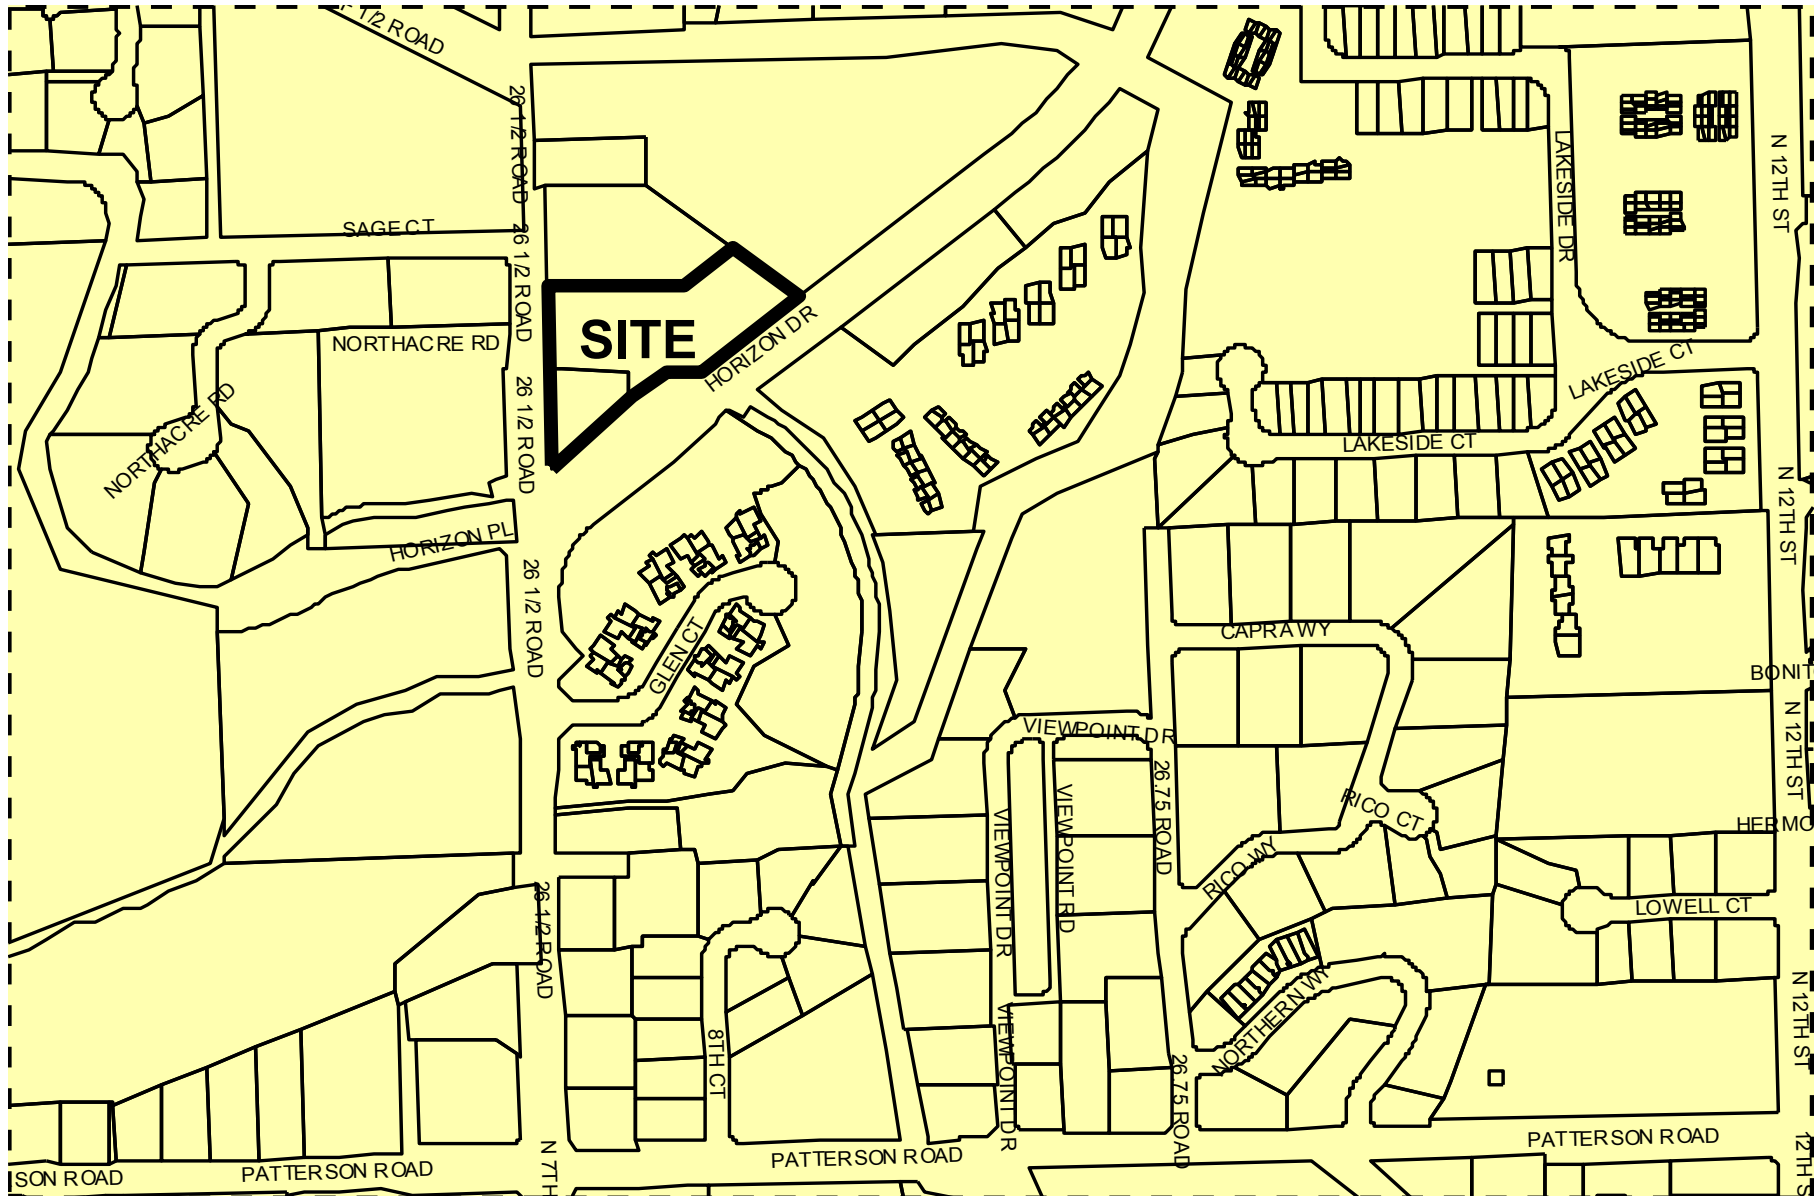 1/2 ROAD
26 1/2 ROAD
N 12TH ST
LAKESIDE DR
SAGE CT
26 1/2 ROAD
HORIZON DR
SITE
NORTHACRE RD
LAKESIDE CT
NORTHACRE RD
26 1/2 ROAD
LAKESIDE CT
N 12TH ST
HORIZON PL
26 1/2 ROAD
GLEN CT
CAPRA WY
BONIT
VIEWPOINT DR
N 12TH ST
26.75 ROAD
VIEWPOINT RD
RICO CT
VIEWPOINT DR
HERMO
RICO WY
26 1/2 ROAD
LOWELL CT
N 12TH ST
NORTHERN WY
VIEWPOINT DR
8TH CT
26.75 ROAD
PATTERSON ROAD
12TH S
N 7TH
PATTERSON ROAD
PATTERSON ROAD
SON ROAD